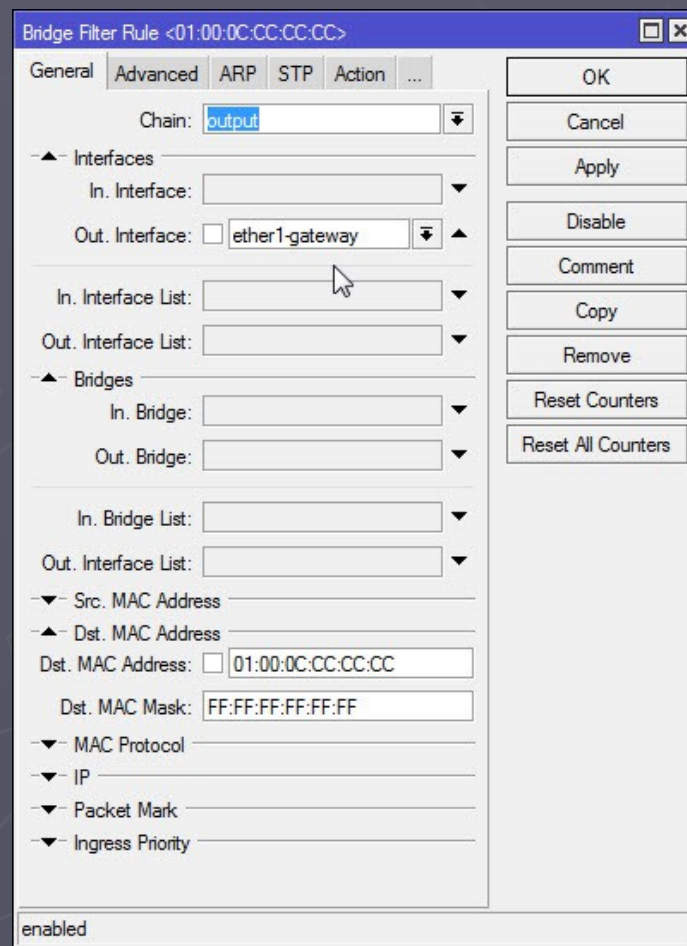 Bridge Filter Rule <01:00:0C:CC:CC:CC>
General Advanced ARP STP Action ...
OK
Chain: output
Cancel
Interfaces
Apply
In. Interface:
Out. Interface: ether1-gateway
Disable
Comment
In. Interface List:
Copy
Out. Interface List:
Remove
Bridges
In. Bridge:
Reset Counters
Out. Bridge:
Reset All Counters
In. Bridge List:
Out. Interface List:
Src. MAC Address
Dst. MAC Address
Dst. MAC Address: 01:00:0C:CC:CC:CC
Dst. MAC Mask: FF:FF:FF:FF:FF:FF
MAC Protocol
IP
Packet Mark
Ingress Priority
enabled